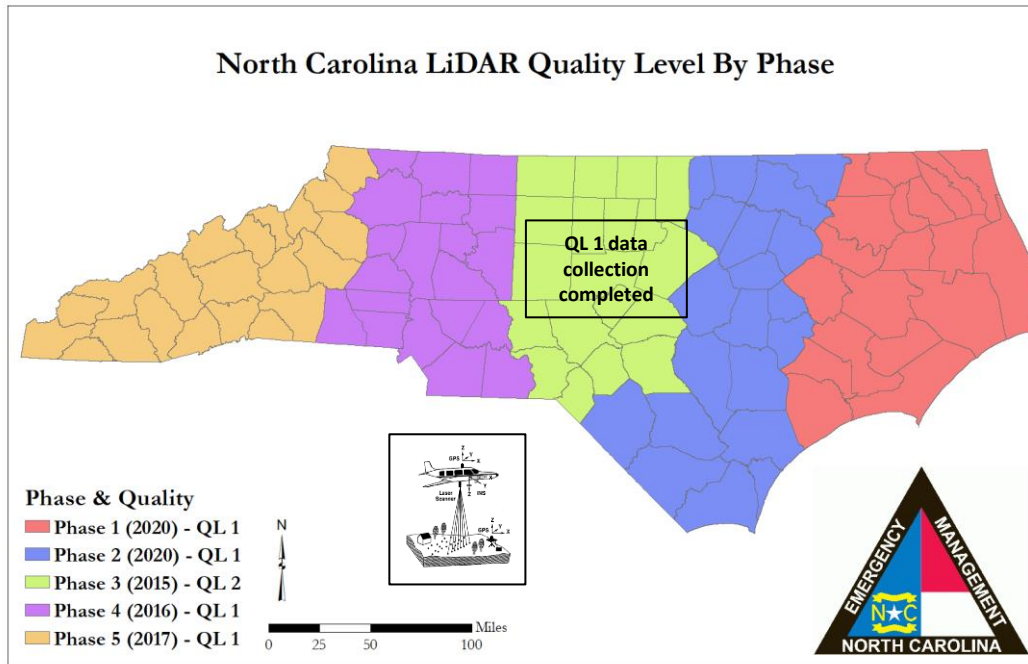 North Carolina LiDAR Quality Level By Phase
QL 1 data
collection
completed
Z
Y
GPS
X
Laser
Scanner
X
Y
Z
IMS
Z
Y
GPS
X
Phase & Quality
Phase 1 (2020) - QL 1
Phase 2 (2020) - QL 1
Phase 3 (2015) - QL 2
Phase 4 (2016) - QL 1
Phase 5 (2017) - QL 1
N
Miles
0 25 50 100
EMERGENCY
MANAGEMENT
N C
NORTH CAROLINA